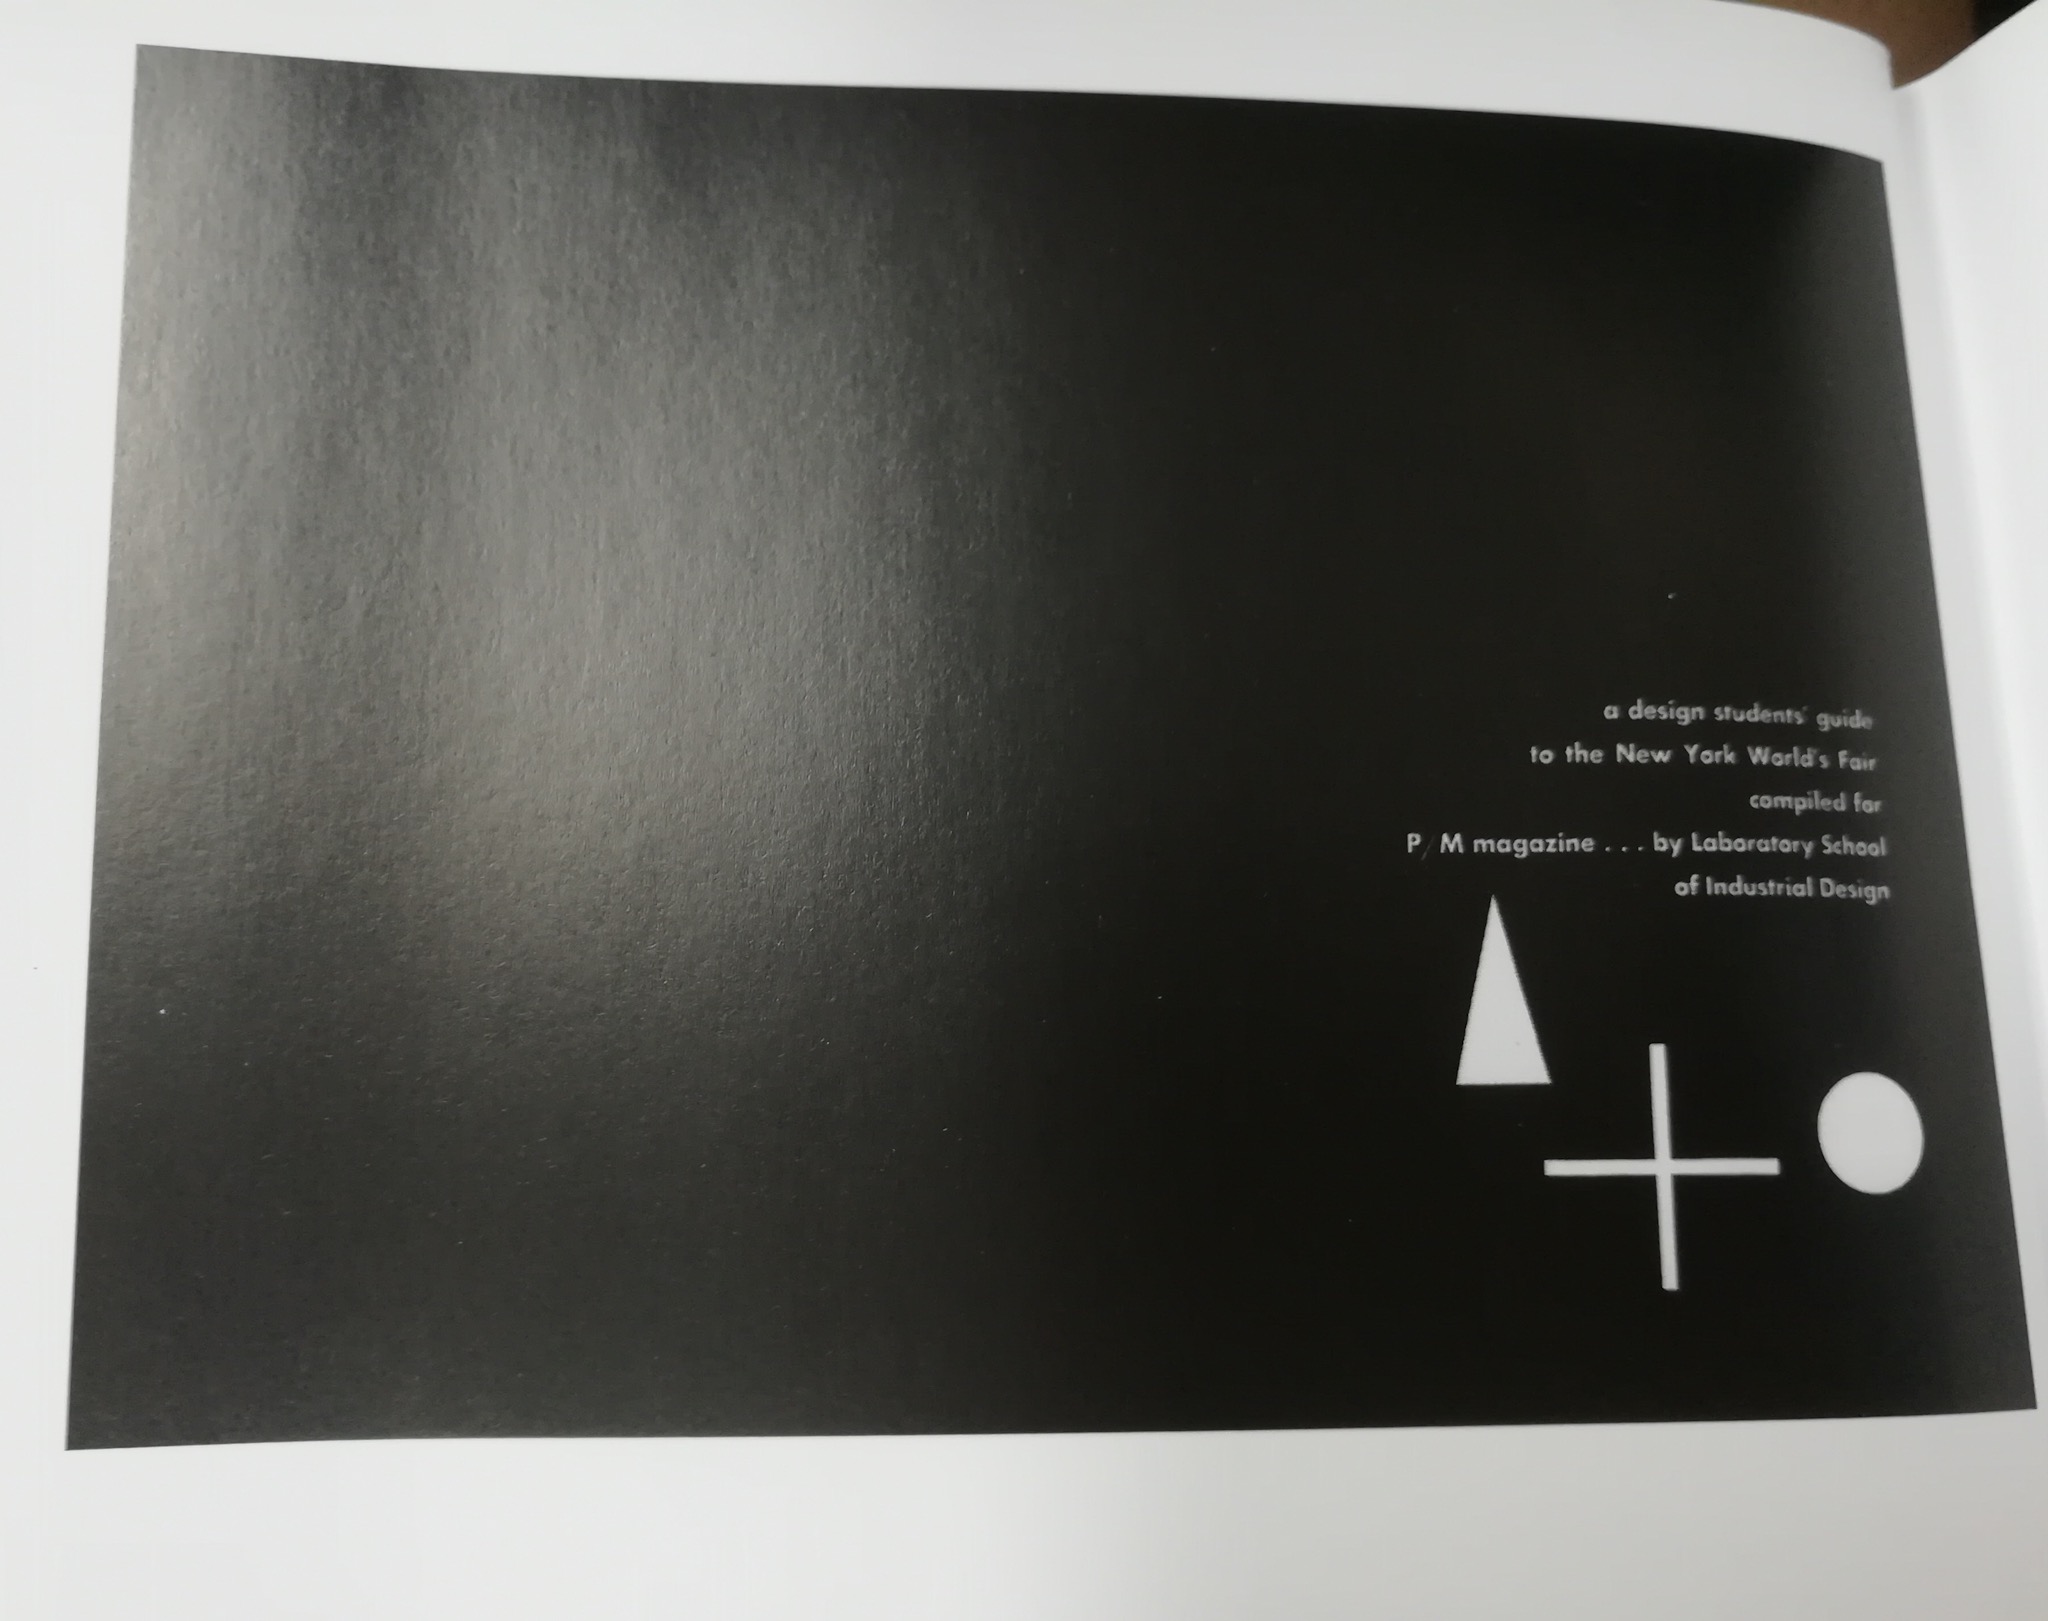 a design students' guide
to the New York World's Fair
compiled for
P/M magazine . . . by Laboratory School
of Industrial Design